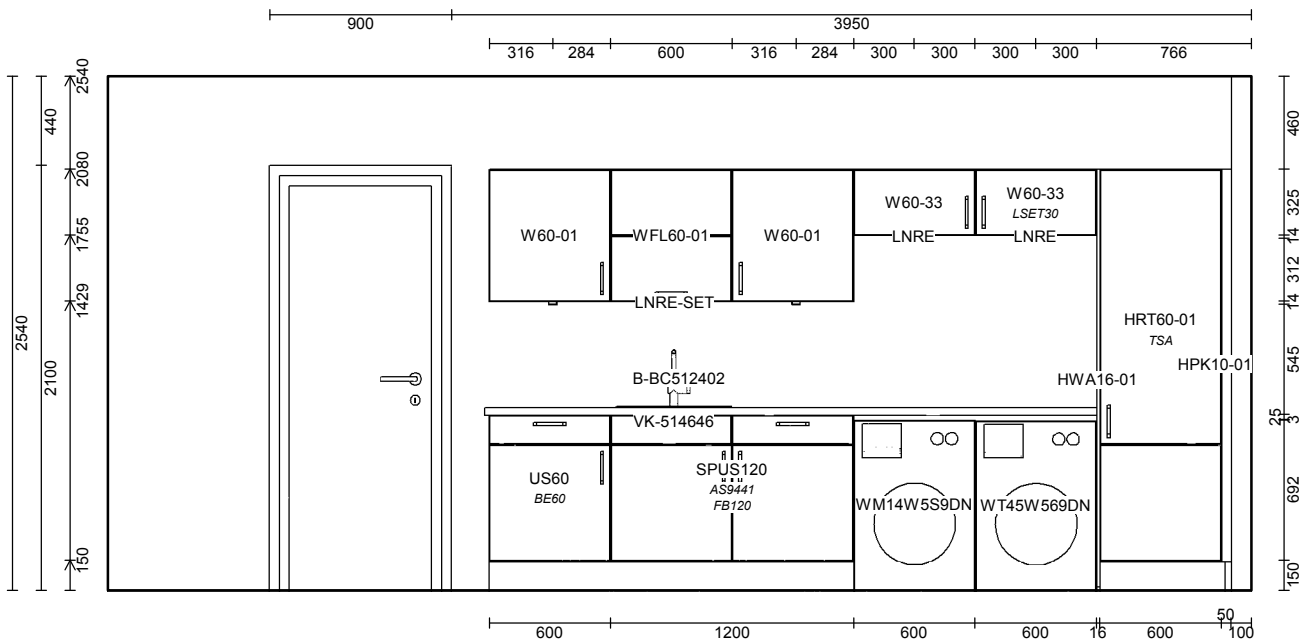 900 3950
316 284 600 316 284 300 300 300 300 766
2540
440
2080
1755
1429
2540
2100
150
460
325
14
312
14
545
25
3
692
150
W60-01 WFL60-01 W60-01 W60-33 W60-33
LSET30
LNRE LNRE
LNRE-SET
HRT60-01
TSA
HPK10-01
B-BC512402 HWA16-01
VK-514646
US60
BE60
SPUS120
AS9441
FB120
WM14W5S9DN WT45W569DN
50
600 1200 600 600 16 600 100